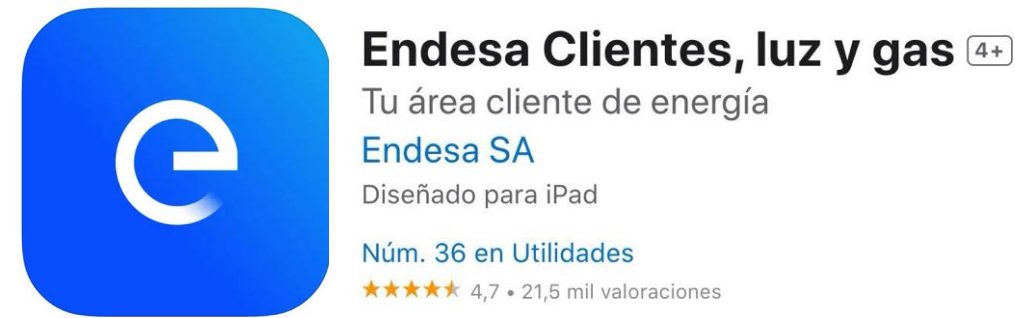 e
Endesa Clientes, luz y gas 4+
Tu área cliente de energía
Endesa SA
Diseñado para iPad
Núm. 36 en Utilidades
4,7 • 21,5 mil valoraciones